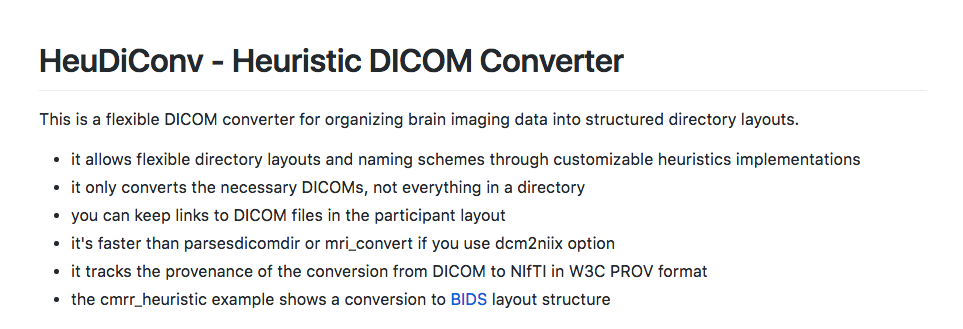 HeuDiConv - Heuristic DICOM Converter
This is a flexible DICOM converter for organizing brain imaging data into structured directory layouts.
• it allows flexible directory layouts and naming schemes through customizable heuristics implementations
• it only converts the necessary DICOMs, not everything in a directory
• you can keep links to DICOM files in the participant layout
• it's faster than parsesdicomdir or mri_convert if you use dcm2niix option
• it tracks the provenance of the conversion from DICOM to NIfTI in W3C PROV format
• the cmrr_heuristic example shows a conversion to BIDS layout structure